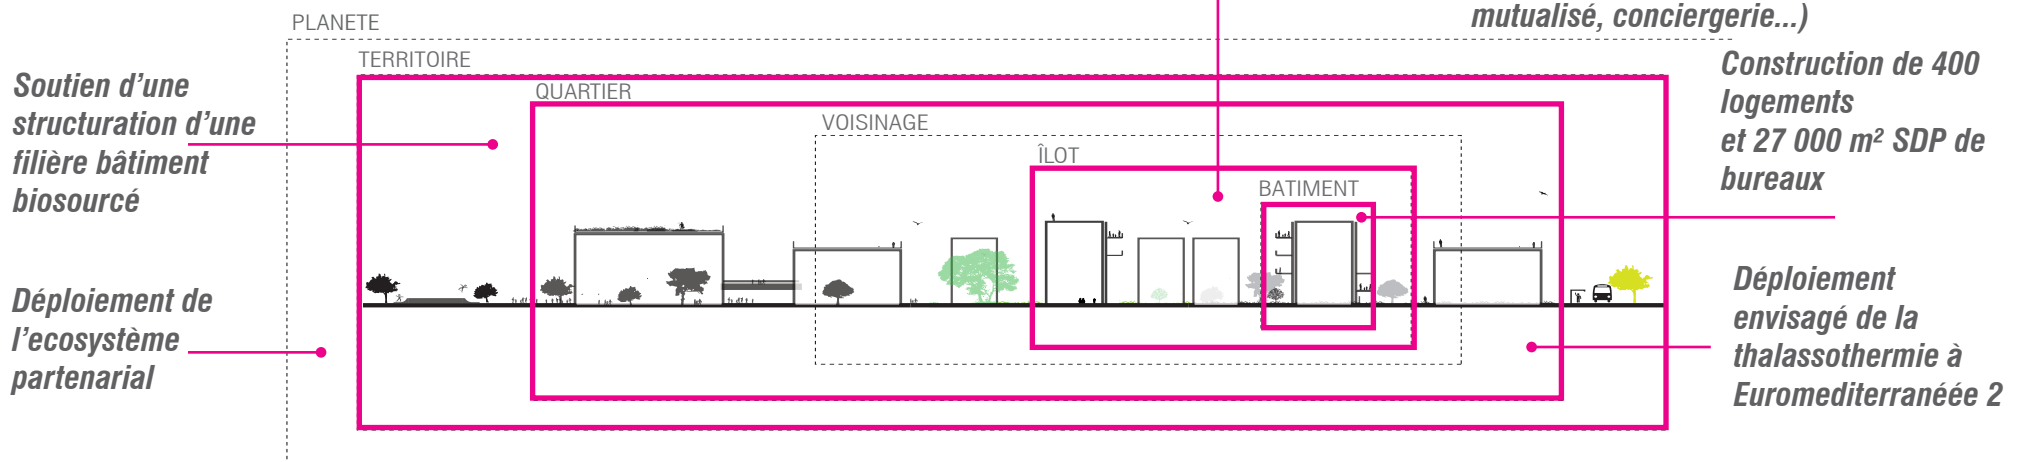 mutualisé, conciergerie...)
PLANETE
TERRITOIRE
QUARTIER
VOISINAGE
ÎLOT
BATIMENT
Soutien d’une
structuration d’une
filière bâtiment
biosourcé
Déploiement de
l’ecosystème
partenarial
Construction de 400
logements
et 27 000 m² SDP de
bureaux
Déploiement
envisagé de la
thalassothermie à
Euromediterranéée 2